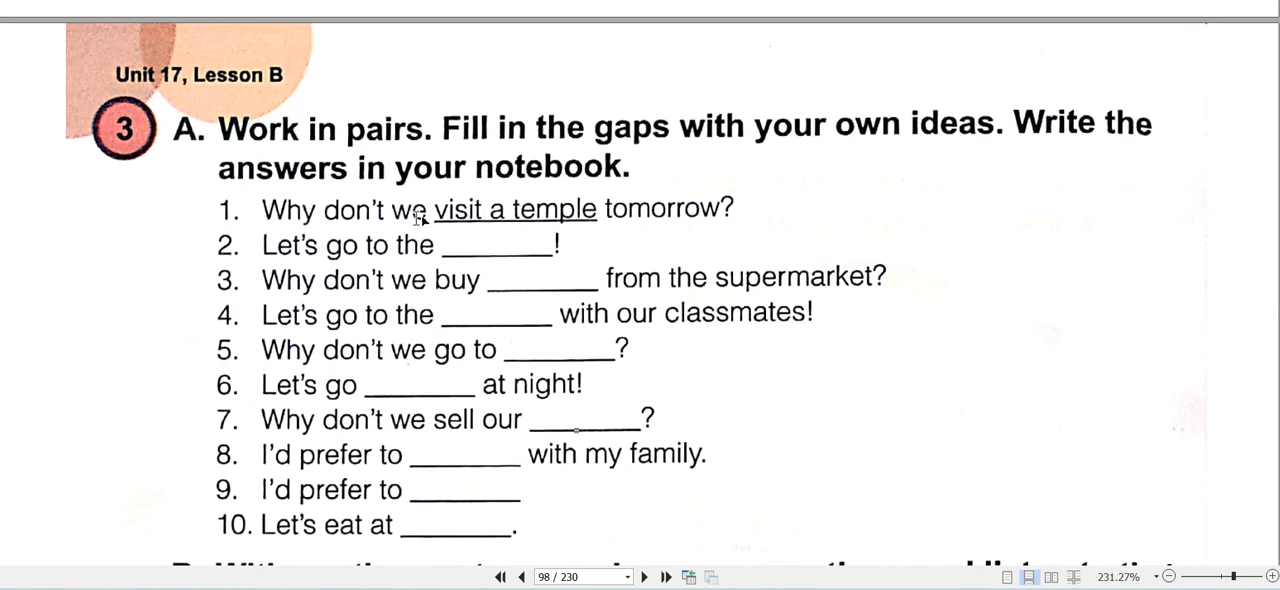 Unit 17, Lesson B
3 A. Work in pairs. Fill in the gaps with your own ideas. Write the
answers in your notebook.
1. Why don't we visit a temple tomorrow?
2. Let's go to the ________!
3. Why don't we buy ________ from the supermarket?
4. Let's go to the ________ with our classmates!
5. Why don't we go to ________?
6. Let's go ________ at night!
7. Why don't we sell our ________?
8. I'd prefer to ________ with my family.
9. I'd prefer to ________
10. Let's eat at ________.
98 / 230
231.27%